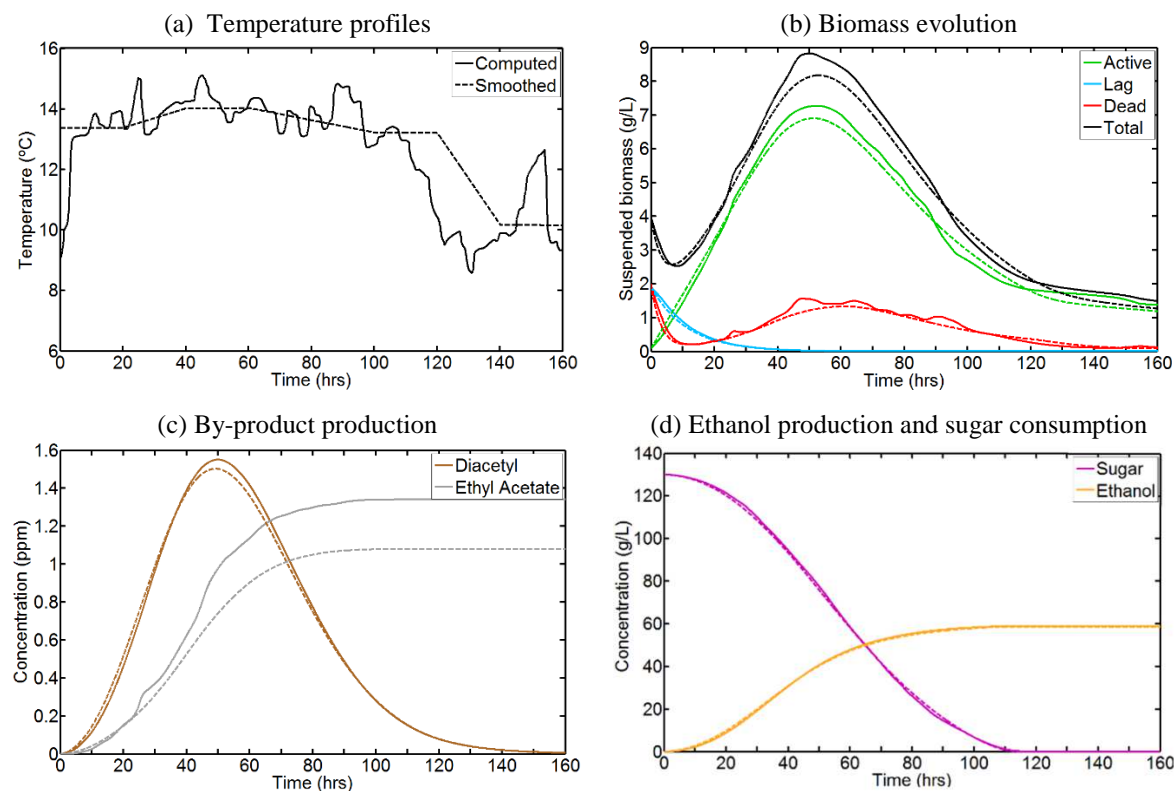 (a) Temperature profiles
16
14
12
10
8
6
Temperature (ºC)
Computed
Smoothed
0 20 40 60 80 100 120 140 160
Time (hrs)
(b) Biomass evolution
9
8
7
6
5
4
3
2
1
0
Suspended biomass (g/L)
Active
Lag
Dead
Total
0 20 40 60 80 100 120 140 160
Time (hrs)
(c) By-product production
1.6
1.4
1.2
1
0.8
0.6
0.4
0.2
0
Concentration (ppm)
Diacetyl
Ethyl Acetate
0 20 40 60 80 100 120 140 160
Time (hrs)
(d) Ethanol production and sugar consumption
140
120
100
80
60
40
20
0
Concentration (g/L)
Sugar
Ethanol
0 20 40 60 80 100 120 140 160
Time (hrs)